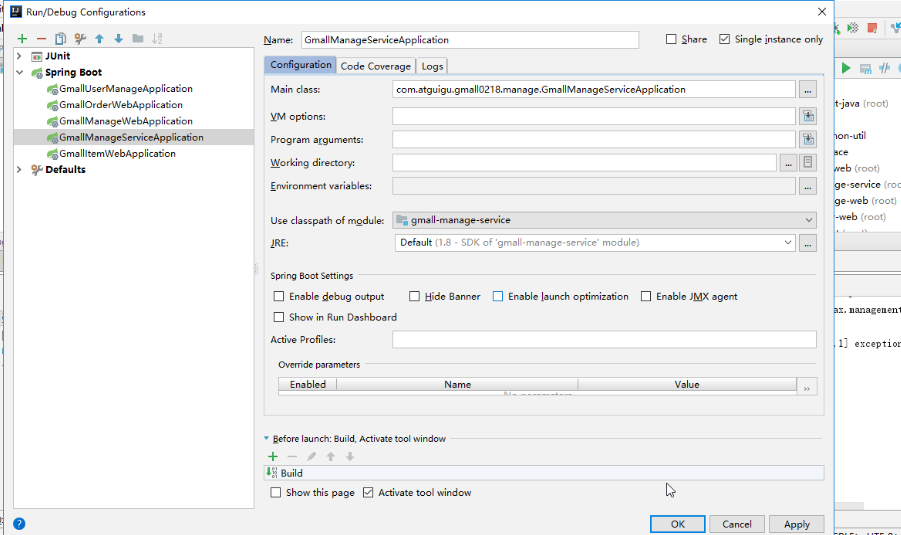 Run/Debug Configurations
Name: GmallManageServiceApplication
Share
Single instance only
JUnit
Spring Boot
GmallUserManageApplication
GmallOrderWebApplication
GmallManageWebApplication
GmallManageServiceApplication
GmallItemWebApplication
Defaults
Configuration Code Coverage Logs
Main class: com.atguigu.gmall0218.manage.GmallManageServiceApplication ...
VM options:
Program arguments:
Working directory: ...
Environment variables: ...
Use classpath of module: gmall-manage-service
JRE: Default (1.8 - SDK of 'gmall-manage-service' module) ...
Spring Boot Settings
Enable debug output Hide Banner Enable launch optimization Enable JMX agent
Show in Run Dashboard
Active Profiles:
Override parameters
Enabled Name Value »
No parameters
Before launch: Build, Activate tool window
Build
Show this page Activate tool window
OK Cancel Apply
t-java (root)
on-util
ace
web (root)
ge-service (roo
ge-web (root)
-web (root)
ax.management
.1] exception